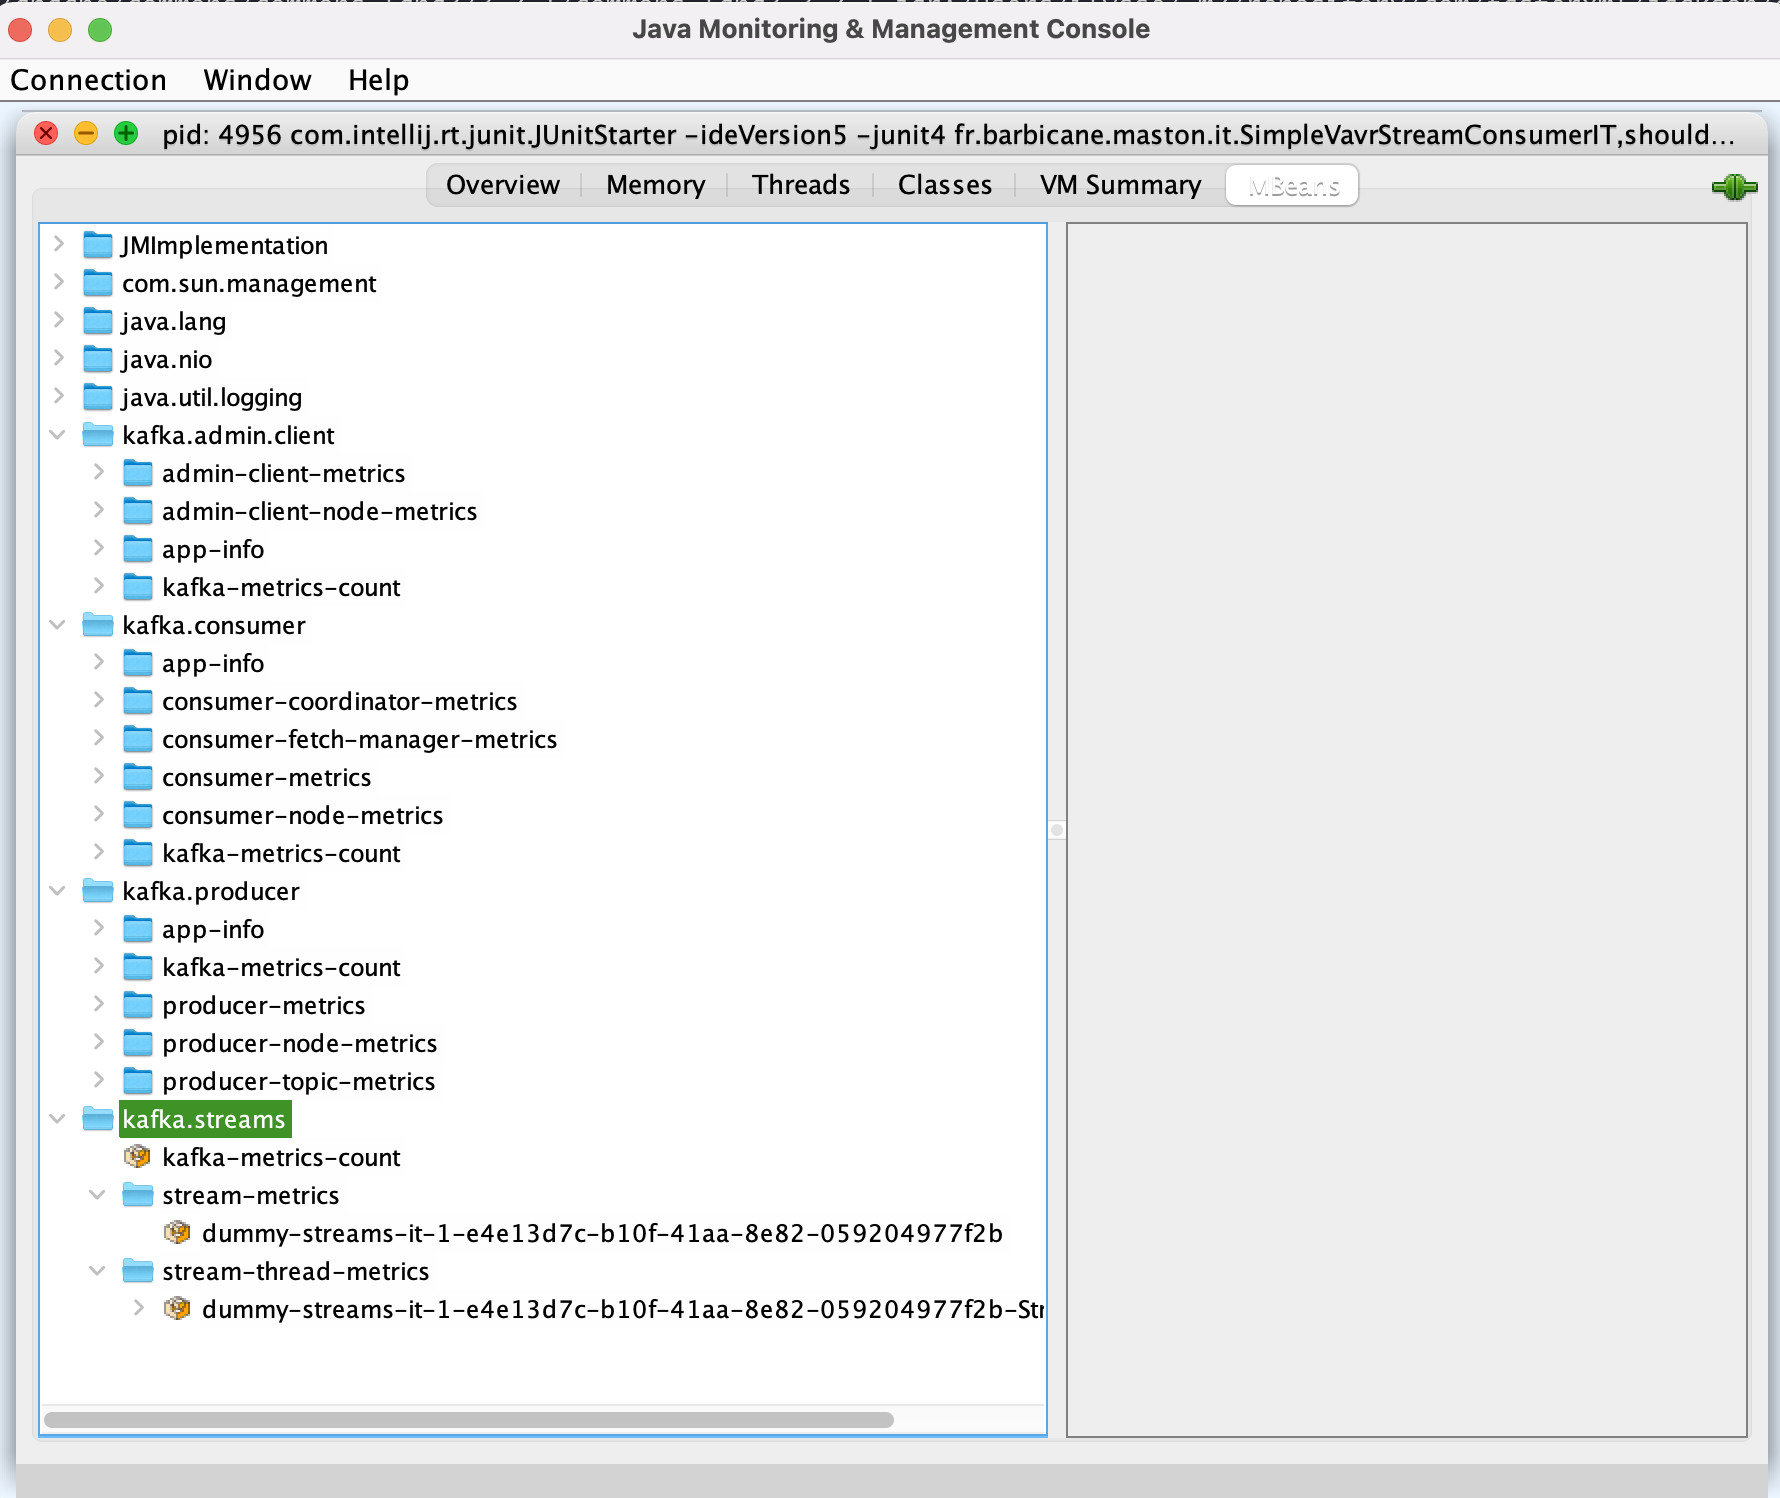 Java Monitoring & Management Console
Connection Window Help
pid: 4956 com.intellij.rt.junit.JUnitStarter -ideVersion5 -junit4 fr.barbicane.maston.it.SimpleVavrStreamConsumerIT,should...
Overview Memory Threads Classes VM Summary MBeans
JMImplementation
com.sun.management
java.lang
java.nio
java.util.logging
kafka.admin.client
admin-client-metrics
admin-client-node-metrics
app-info
kafka-metrics-count
kafka.consumer
app-info
consumer-coordinator-metrics
consumer-fetch-manager-metrics
consumer-metrics
consumer-node-metrics
kafka-metrics-count
kafka.producer
app-info
kafka-metrics-count
producer-metrics
producer-node-metrics
producer-topic-metrics
kafka.streams
kafka-metrics-count
stream-metrics
dummy-streams-it-1-e4e13d7c-b10f-41aa-8e82-059204977f2b
stream-thread-metrics
dummy-streams-it-1-e4e13d7c-b10f-41aa-8e82-059204977f2b-Str